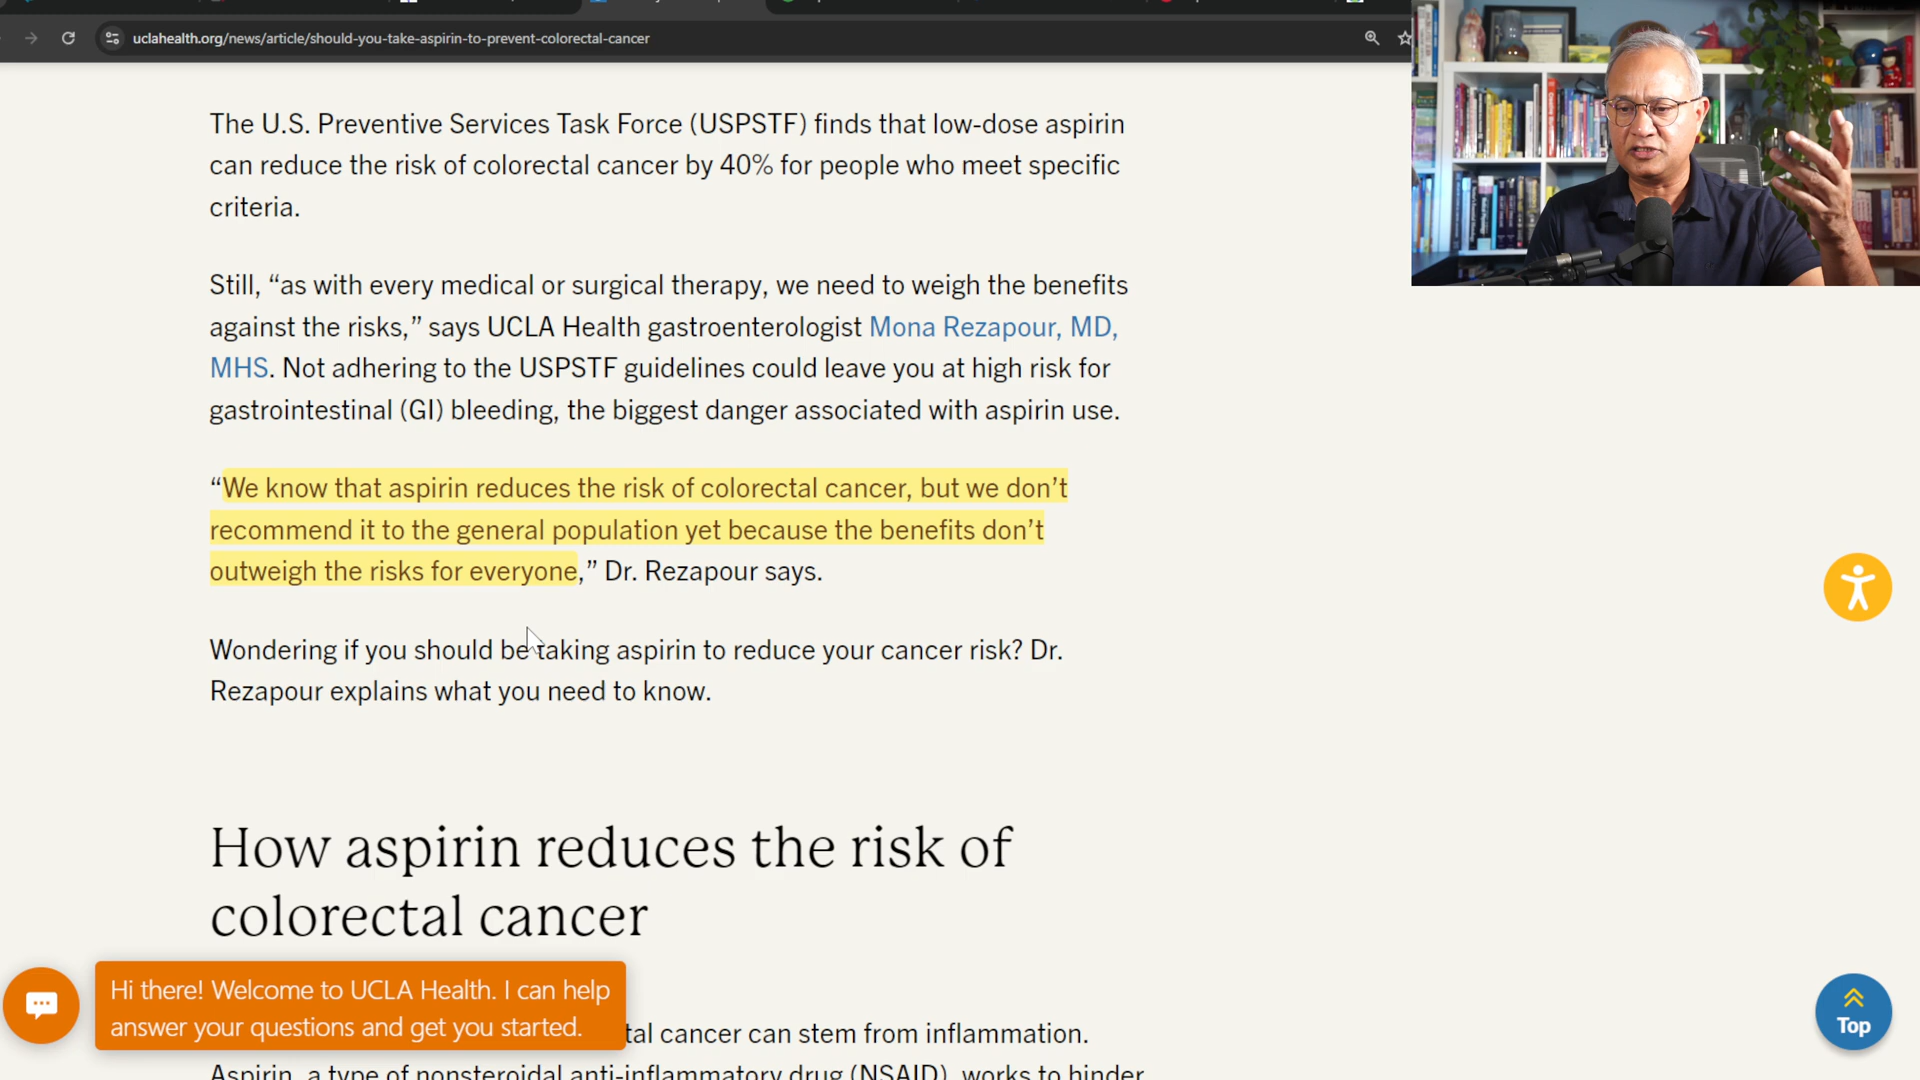 uclahealth.org/news/article/should-you-take-aspirin-to-prevent-colorectal-cancer
The U.S. Preventive Services Task Force (USPSTF) finds that low-dose aspirin
can reduce the risk of colorectal cancer by 40% for people who meet specific
criteria.
Still, “as with every medical or surgical therapy, we need to weigh the benefits
against the risks,” says UCLA Health gastroenterologist Mona Rezapour, MD,
MHS. Not adhering to the USPSTF guidelines could leave you at high risk for
gastrointestinal (GI) bleeding, the biggest danger associated with aspirin use.
“We know that aspirin reduces the risk of colorectal cancer, but we don’t
recommend it to the general population yet because the benefits don’t
outweigh the risks for everyone,” Dr. Rezapour says.
Wondering if you should be taking aspirin to reduce your cancer risk? Dr.
Rezapour explains what you need to know.
How aspirin reduces the risk of
colorectal cancer
Hi there! Welcome to UCLA Health. I can help
answer your questions and get you started.
tal cancer can stem from inflammation.
Aspirin, a type of nonsteroidal anti-inflammatory drug (NSAID), works to hinder
Top